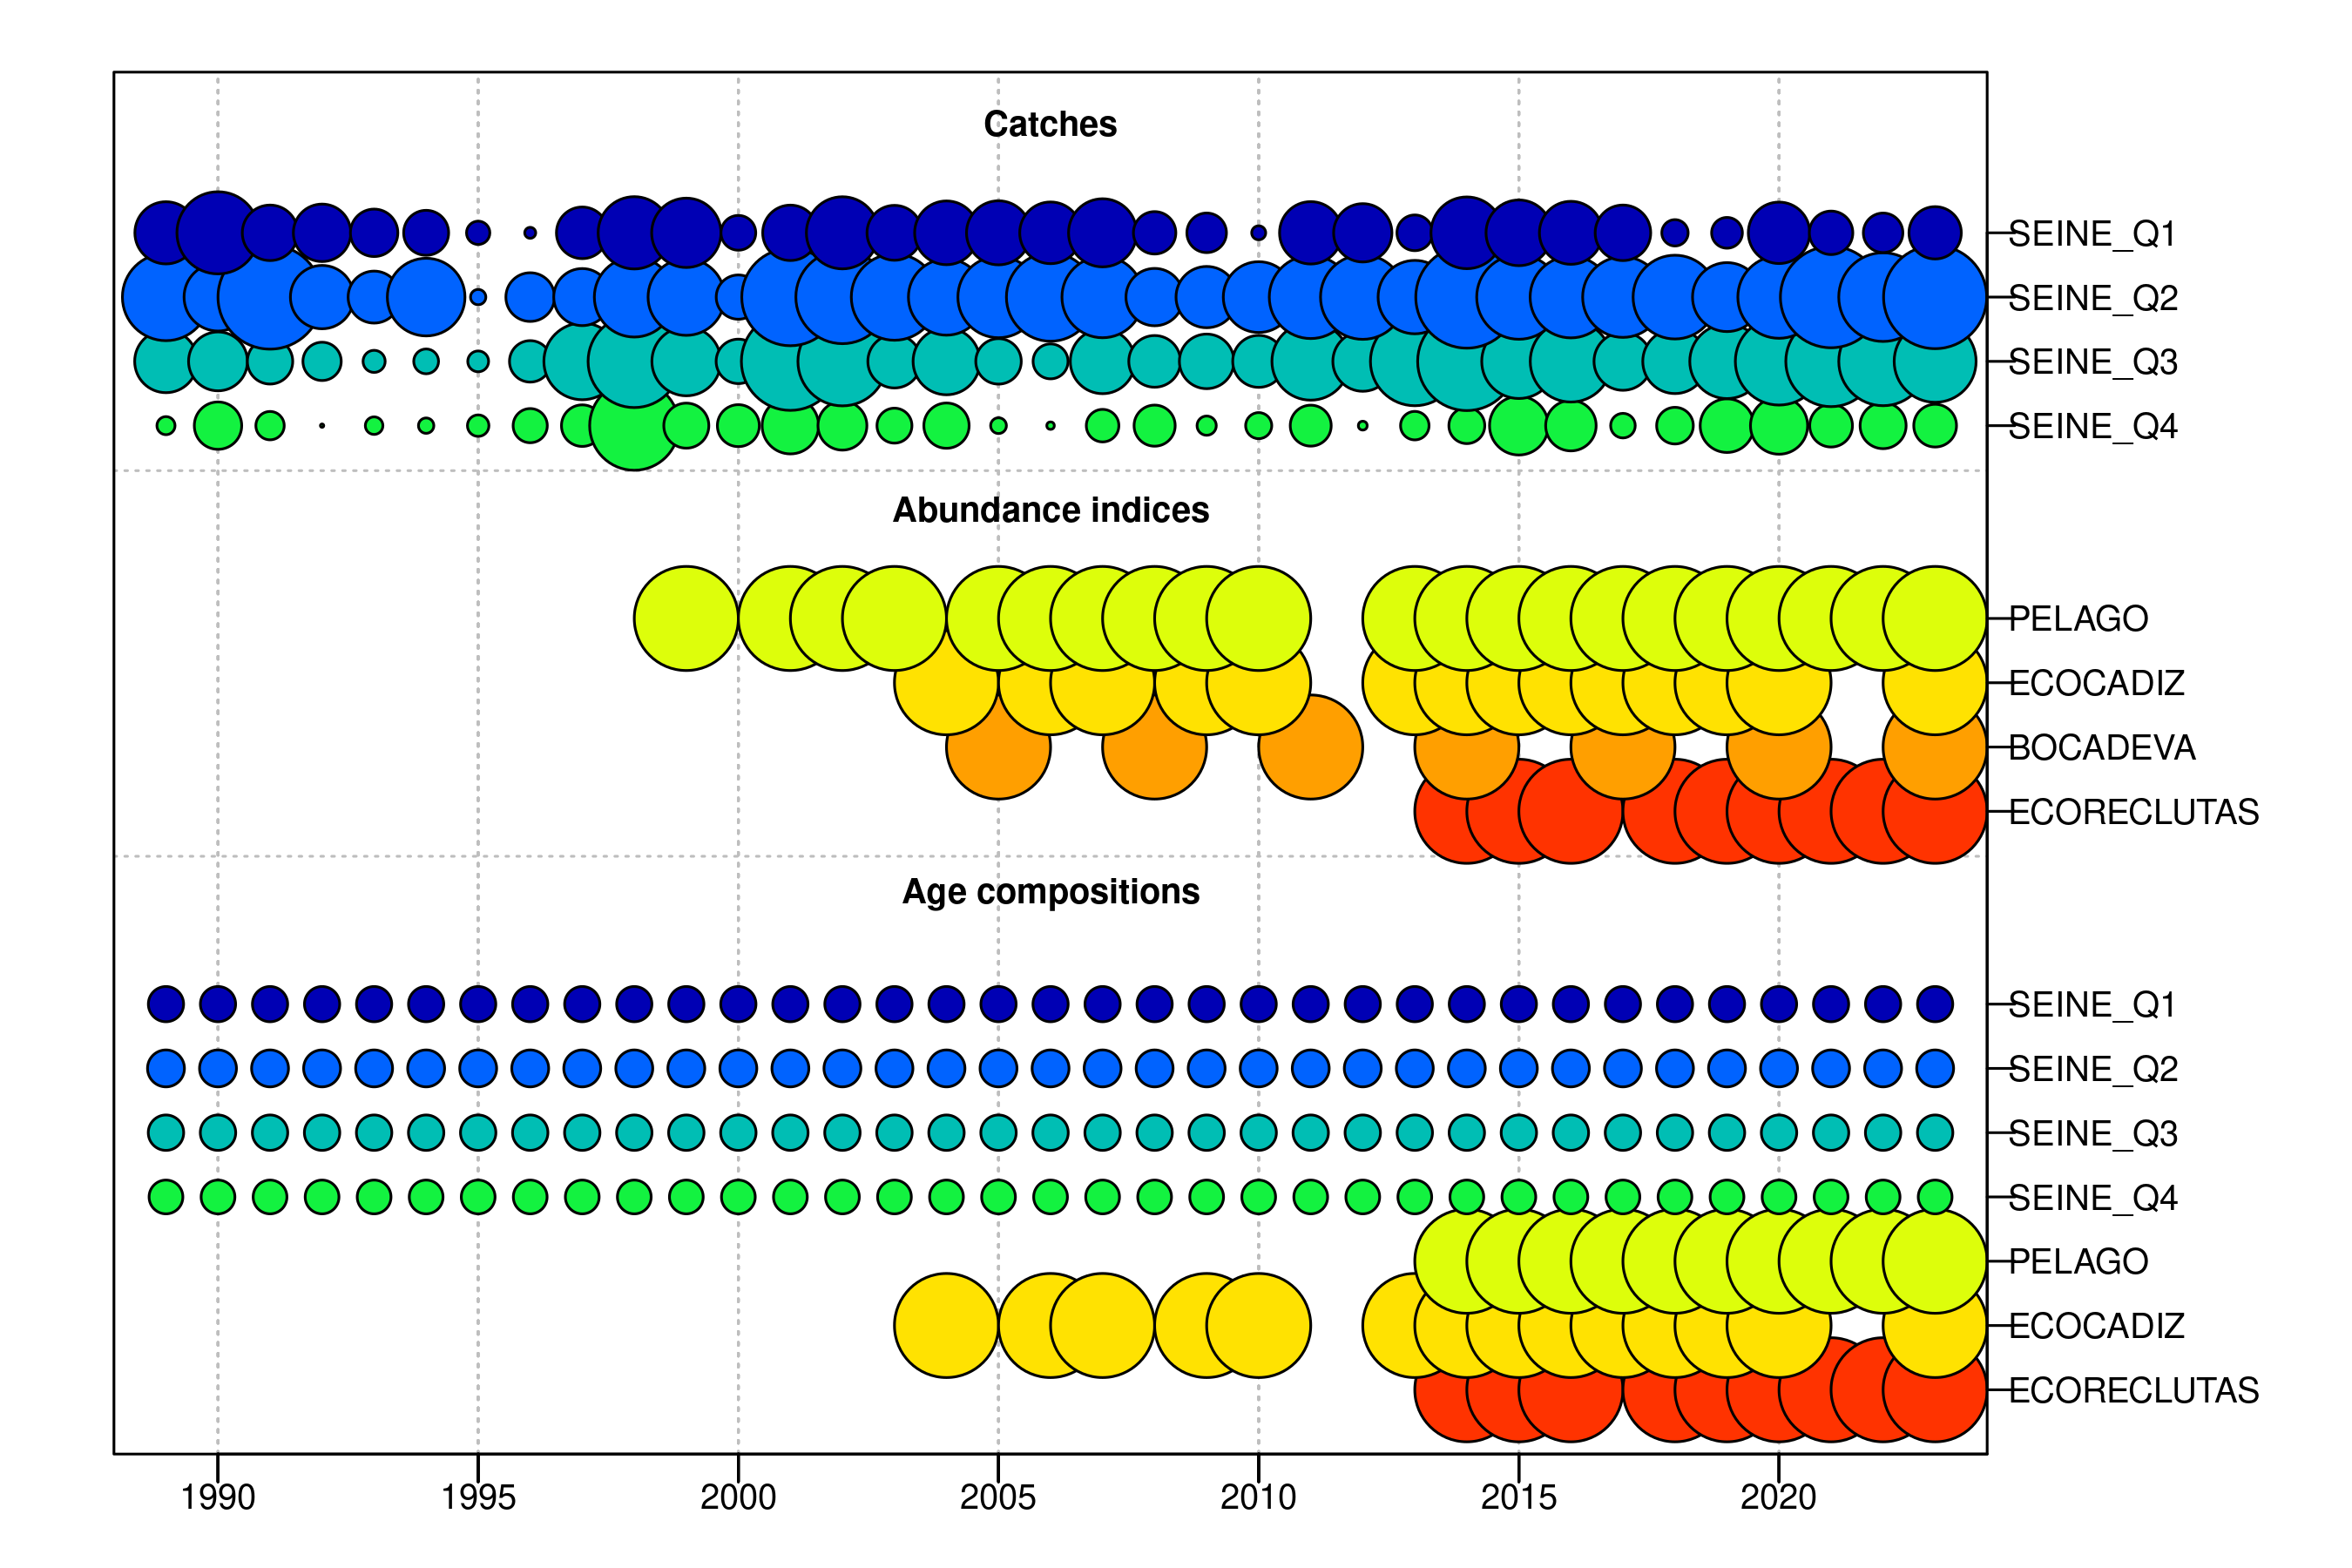 Catches
SEINE_Q1
SEINE_Q2
SEINE_Q3
SEINE_Q4
Abundance indices
PELAGO
ECOCADIZ
BOCADEVA
ECORECLUTAS
Age compositions
SEINE_Q1
SEINE_Q2
SEINE_Q3
SEINE_Q4
PELAGO
ECOCADIZ
ECORECLUTAS
1990 1995 2000 2005 2010 2015 2020